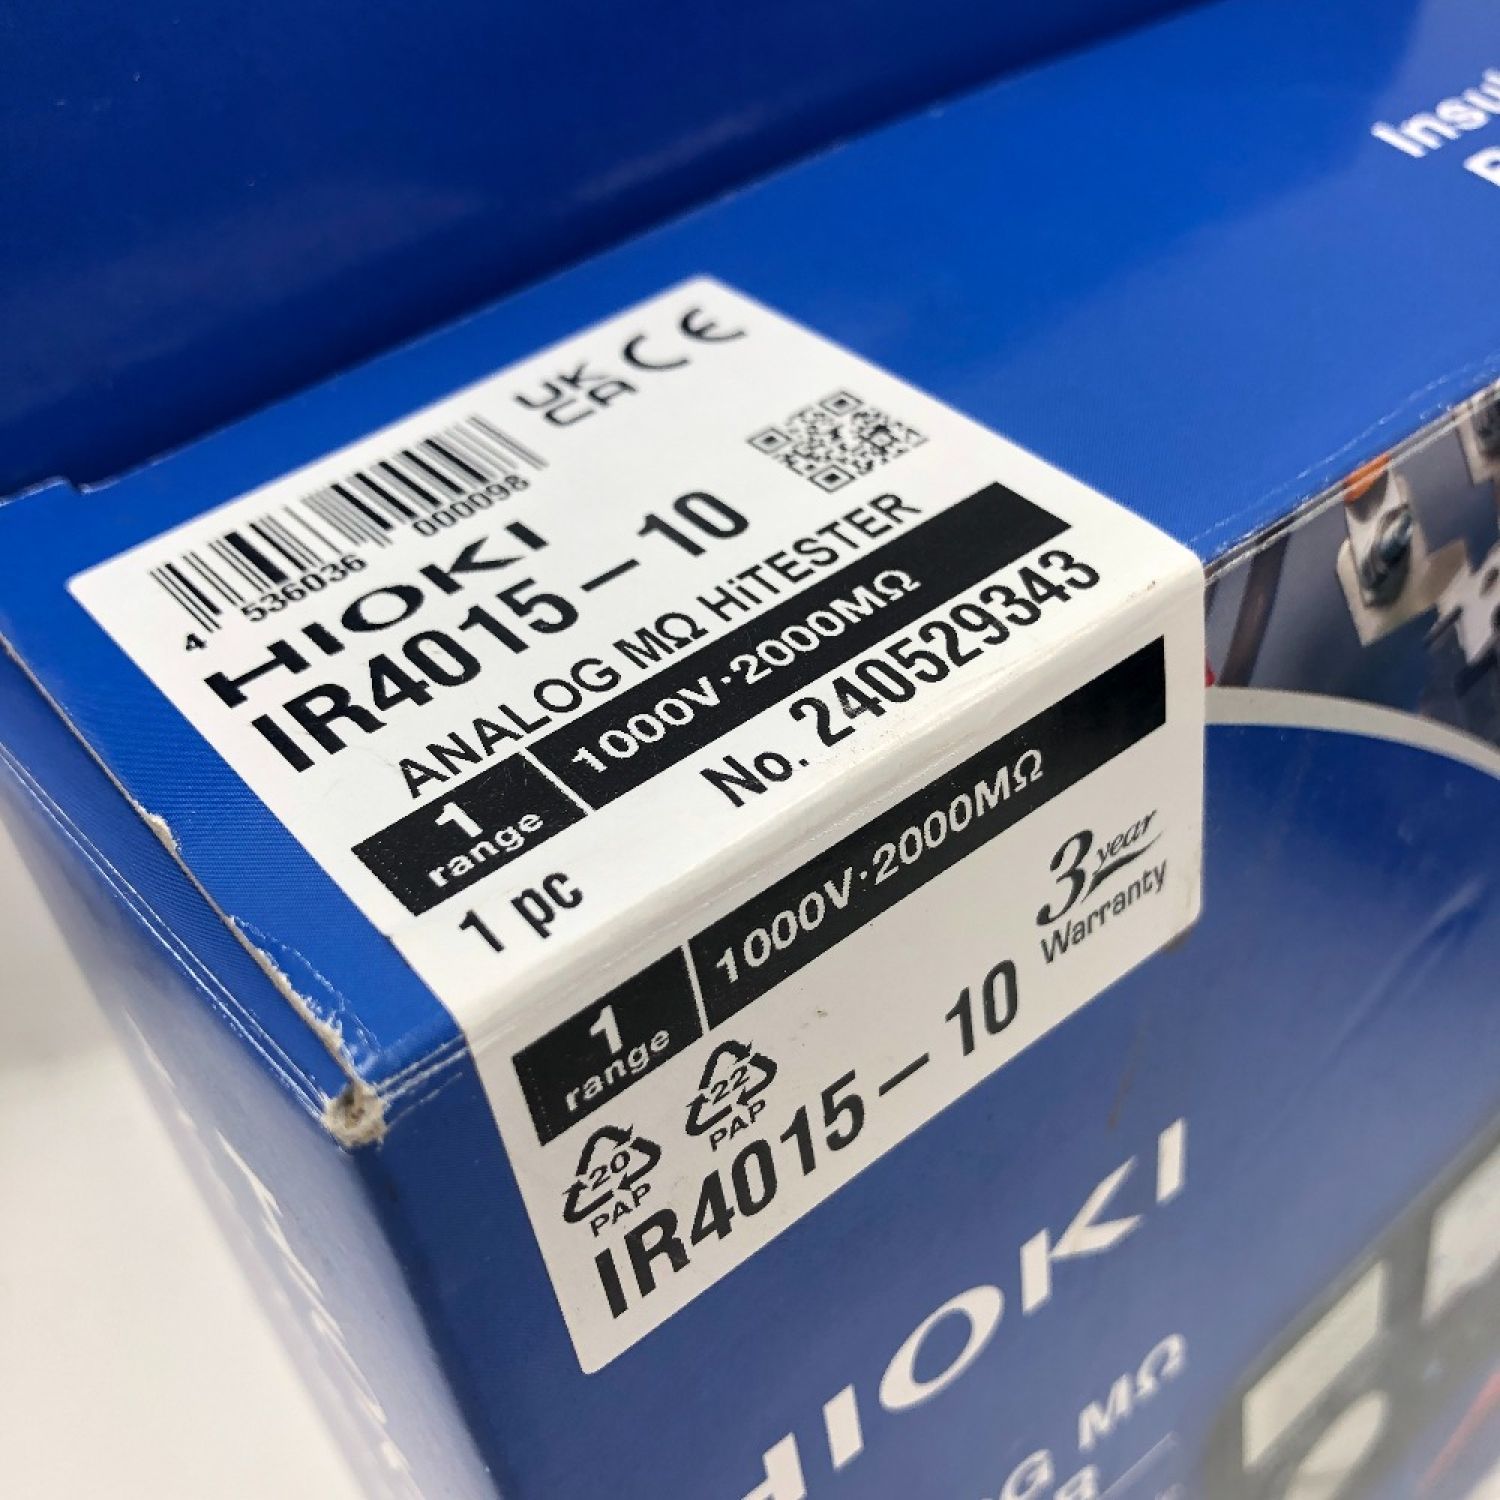 UK
CA CE
4 536036 000098
HIOKI
IR4015-10
ANALOG MΩ HiTESTER
1 range 1000V・2000MΩ
1 pc No. 240529343
1 range 1000V・2000MΩ
3 year
Warranty
20 PAP 22 PAP
IR4015-10
HIOKI
MΩ